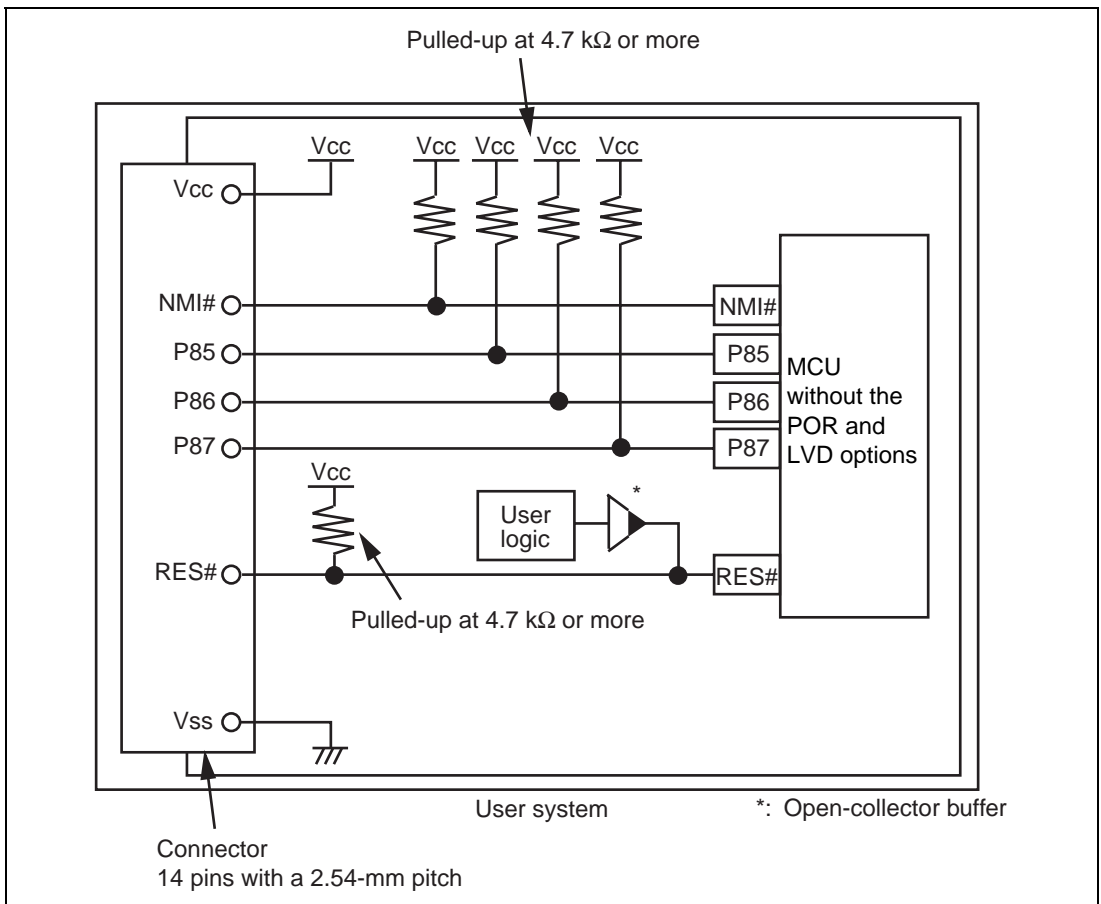 Pulled-up at 4.7 kΩ or more
Vcc
Vcc
Vcc
Vcc
Vcc
Vcc
NMI#
NMI#
P85
P85
P86
P86
P87
P87
MCU
without the
POR and
LVD options
Vcc
User
logic
*
RES#
RES#
Pulled-up at 4.7 kΩ or more
Vss
User system
*: Open-collector buffer
Connector
14 pins with a 2.54-mm pitch